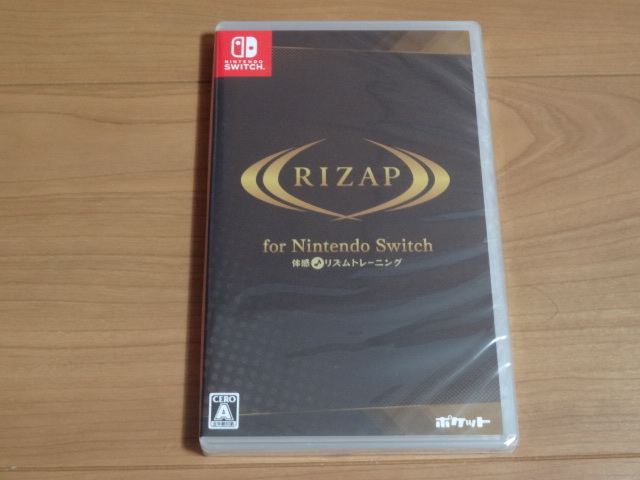 NINTENDO
SWITCH.
RIZAP
for Nintendo Switch
体感♪リズムトレーニング
CERO
A
ポケット